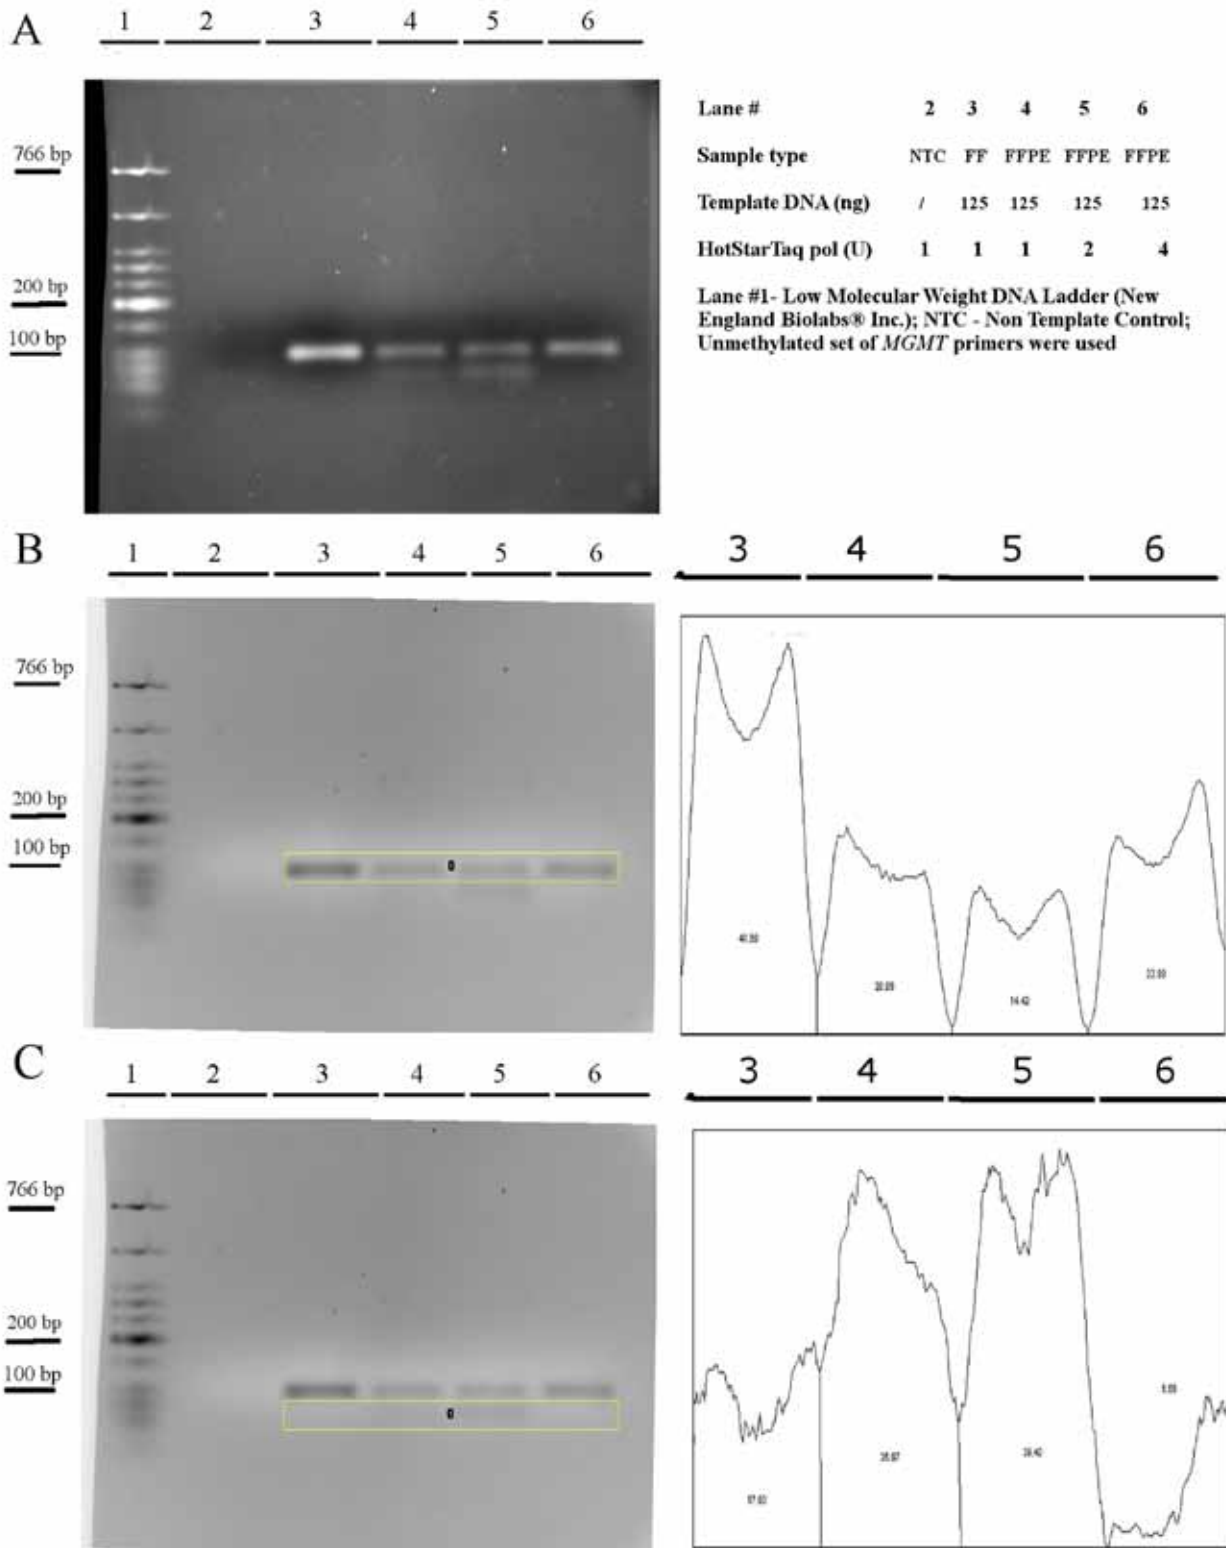 A
1 2 3 4 5 6
766 bp
200 bp
100 bp
Lane # 2 3 4 5 6
Sample type NTC FF FFPE FFPE FFPE
Template DNA (ng) / 125 125 125 125
HotStarTaq pol (U) 1 1 1 2 4
Lane #1- Low Molecular Weight DNA Ladder (New
England Biolabs® Inc.); NTC - Non Template Control;
Unmethylated set of MGMT primers were used
B
1 2 3 4 5 6
766 bp
200 bp
100 bp
0
3 4 5 6
14.42
C
1 2 3 4 5 6
766 bp
200 bp
100 bp
0
3 4 5 6